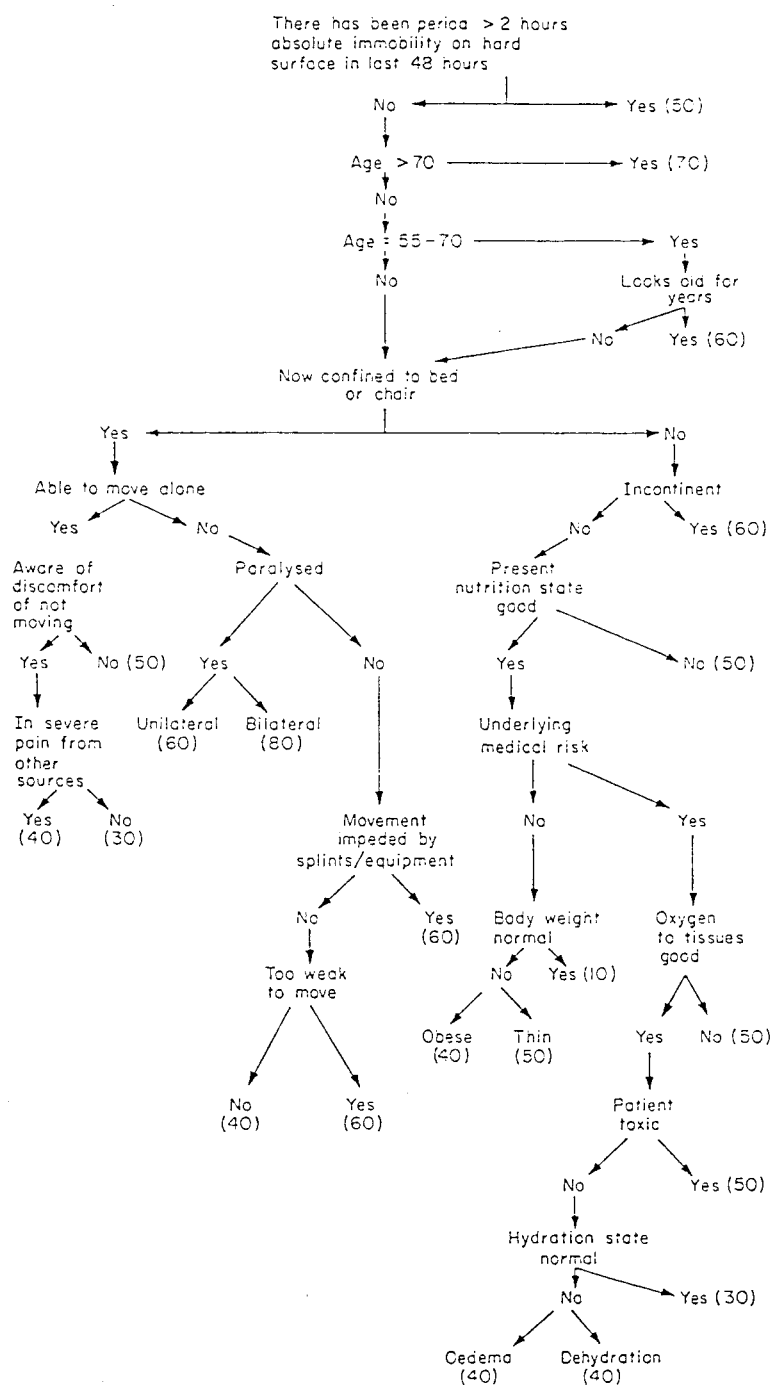 There has been perica > 2 hours
absolute immobility on hard
surface in last 48 hours
No Yes (50)
Age > 70 Yes (70)
No
Age = 55-70 Yes
No Looks old for
years
No Yes (60)
Now confined to bed
or chair
Yes No
Able to move alone Incontinent
Yes No No Yes (60)
Aware of
discomfort
of not
moving
Paralysed
Present
nutrition state
good
Yes No (50) Yes No Yes No (50)
In severe
pain from
other
sources
Unilateral
(60)
Bilateral
(80)
Underlying
medical risk
Yes
(40)
No
(30)
Movement
impeded by
splints/equipment
No Yes
No Yes
(60)
Body weight
normal
Oxygen
to tissues
good
Too weak
to move
No Yes (10)
Obese
(40)
Thin
(50)
Yes No (50)
No
(40)
Yes
(60)
Patient
toxic
No Yes (50)
Hydration state
normal
No Yes (30)
Oedema
(40)
Dehydration
(40)